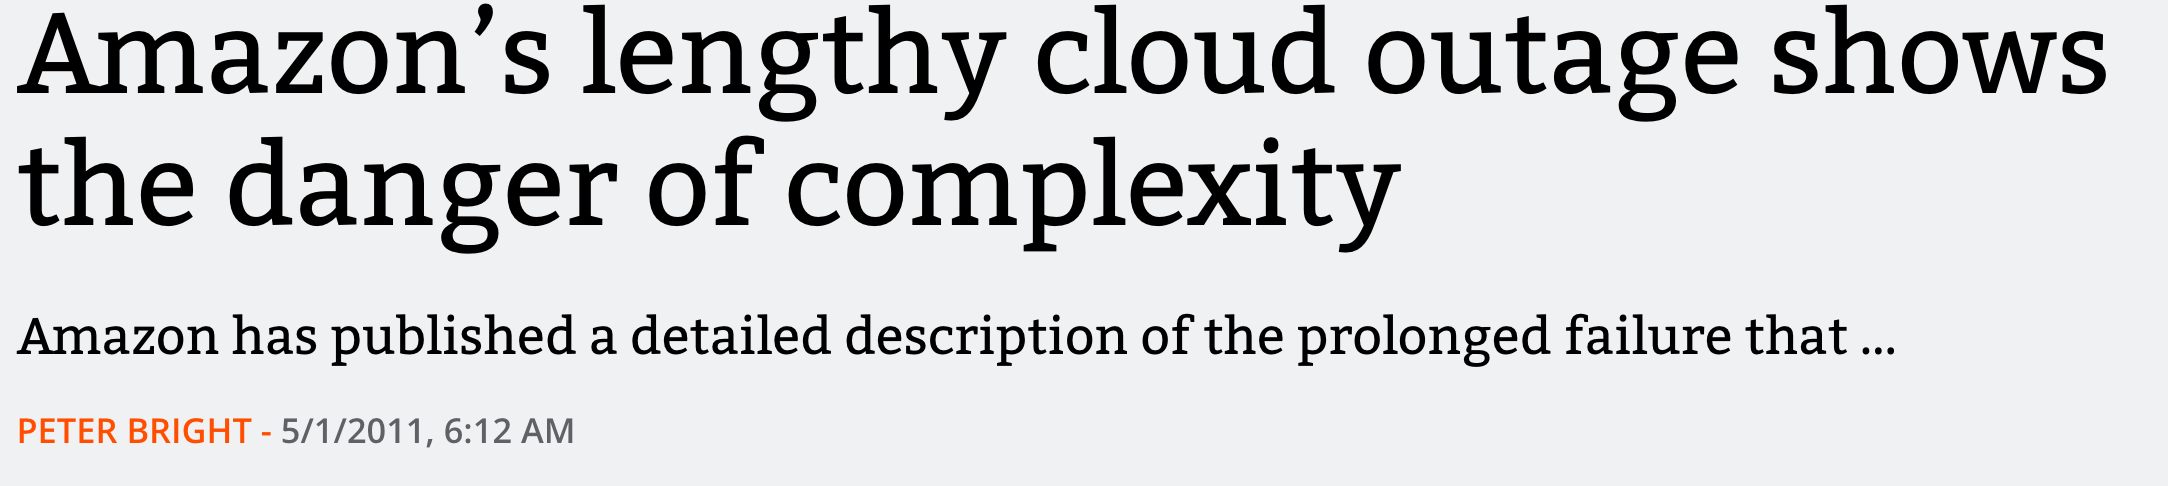 Amazon’s lengthy cloud outage shows
the danger of complexity
Amazon has published a detailed description of the prolonged failure that …
PETER BRIGHT - 5/1/2011, 6:12 AM